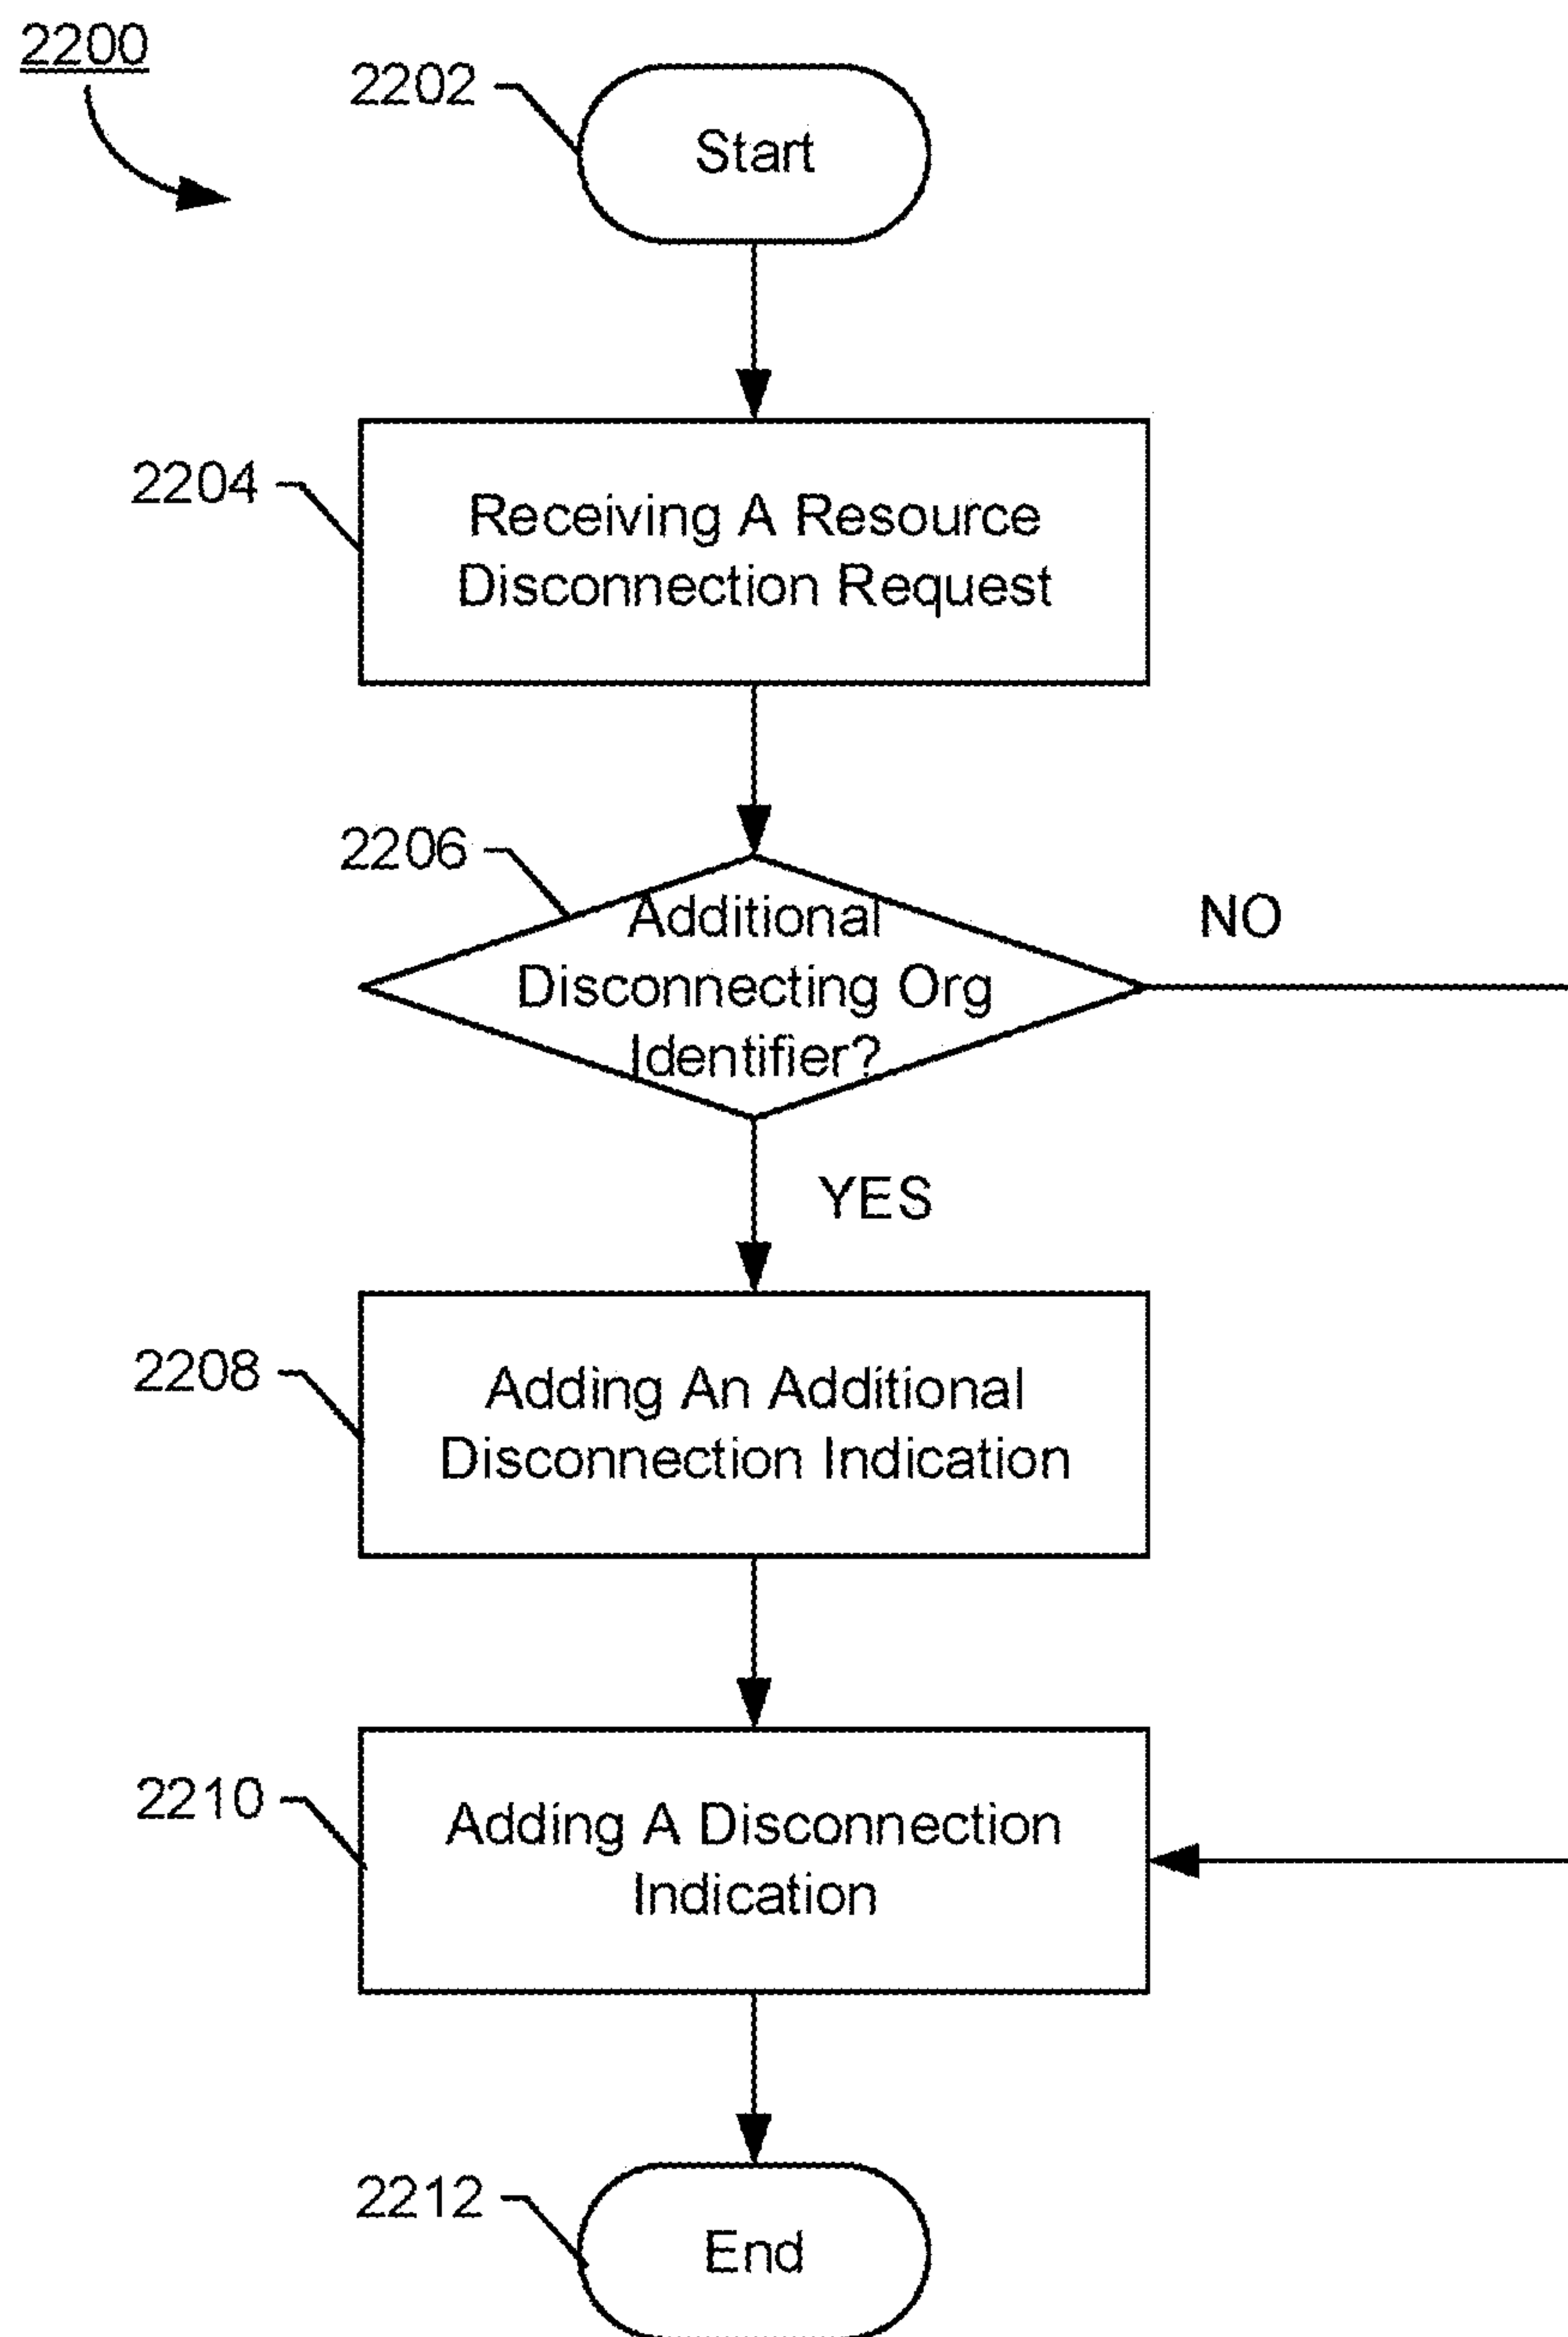 2200
2202
Start
2204
Receiving A Resource
Disconnection Request
2206
Additional
Disconnecting Org
Identifier?
NO
YES
2208
Adding An Additional
Disconnection Indication
2210
Adding A Disconnection
Indication
2212
End